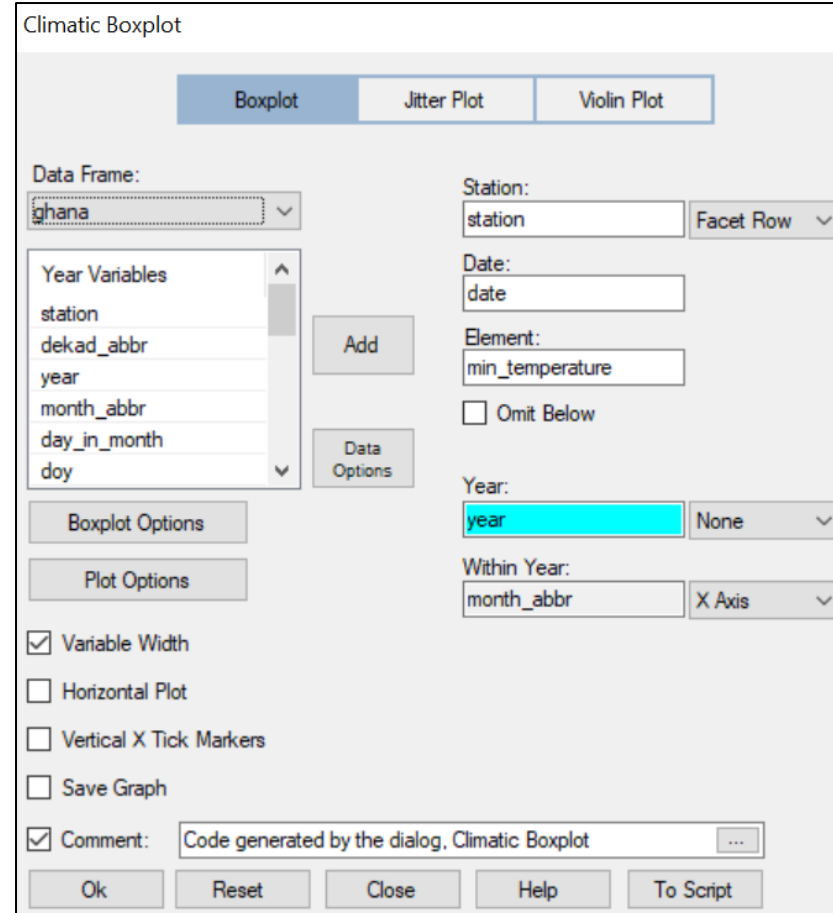 Climatic Boxplot
Boxplot Jitter Plot Violin Plot
Data Frame:
ghana
Year Variables
station
dekad_abbr
year
month_abbr
day_in_month
doy
Add
Data
Options
Station:
station Facet Row
Date:
date
Element:
min_temperature
Omit Below
Year:
year None
Within Year:
month_abbr X Axis
Boxplot Options
Plot Options
Variable Width
Horizontal Plot
Vertical X Tick Markers
Save Graph
Comment: Code generated by the dialog, Climatic Boxplot ...
Ok Reset Close Help To Script